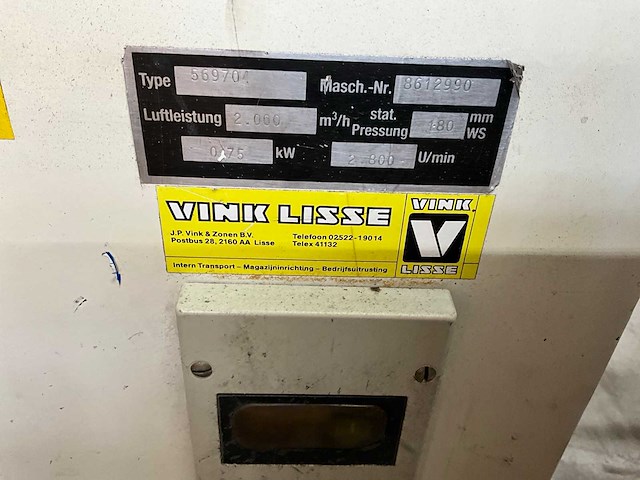 Type 569704 Masch.-Nr. 8612990
Luftleistung 2.000 m³/h stat. Pressung 180 mm WS
0,75 kW 2.800 U/min
VINK LISSE
J.P. Vink & Zonen B.V. Telefoon 02522-19014
Postbus 28, 2160 AA Lisse Telex 41132
Intern Transport – Magazijninrichting – Bedrijfsuitrusting
VINK
V
LISSE